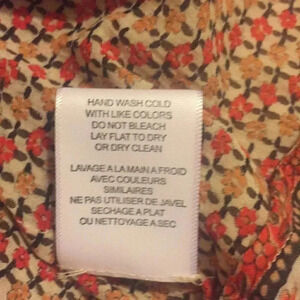 HAND WASH COLD
WITH LIKE COLORS
DO NOT BLEACH
LAY FLAT TO DRY
OR DRY CLEAN
LAVAGE A LA MAIN A FROID
AVEC COULEURS
SIMILAIRES
NE PAS UTILISER DE JAVEL
SECHAGE A PLAT
OU NETTOYAGE A SEC